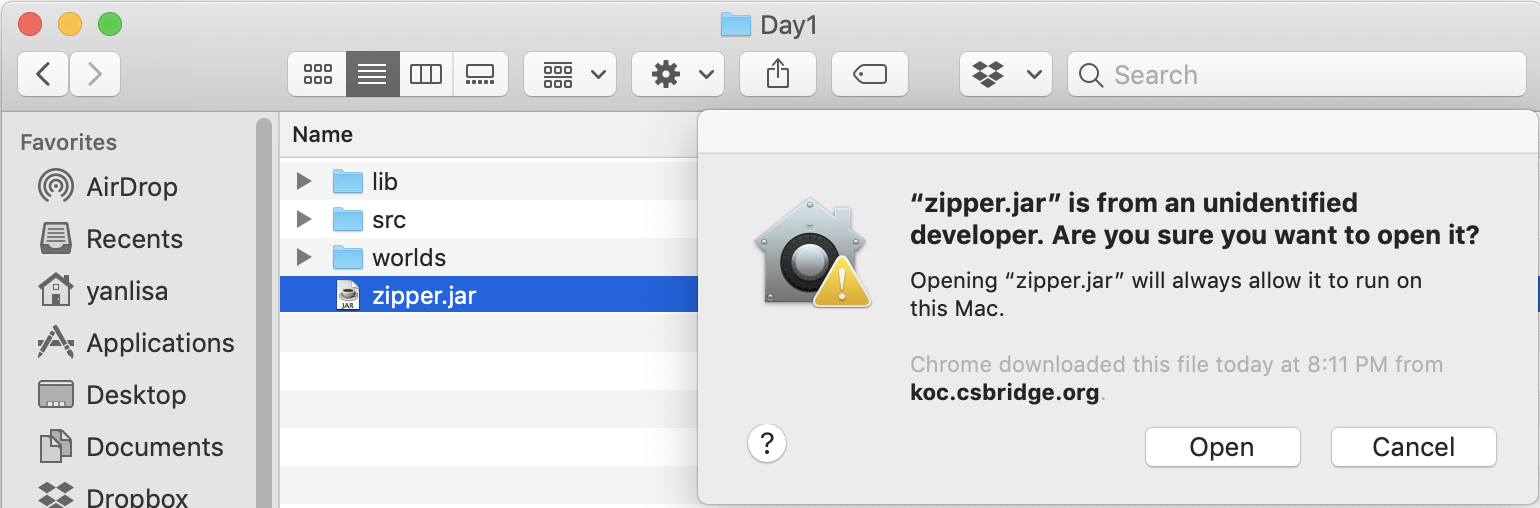 Day1
Search
Favorites
AirDrop
Recents
yanlisa
Applications
Desktop
Documents
Dropbox
Name
lib
src
worlds
JAR
zipper.jar
“zipper.jar” is from an unidentified
developer. Are you sure you want to open it?
Opening “zipper.jar” will always allow it to run on
this Mac.
Chrome downloaded this file today at 8:11 PM from
koc.csbridge.org.
?
Open
Cancel